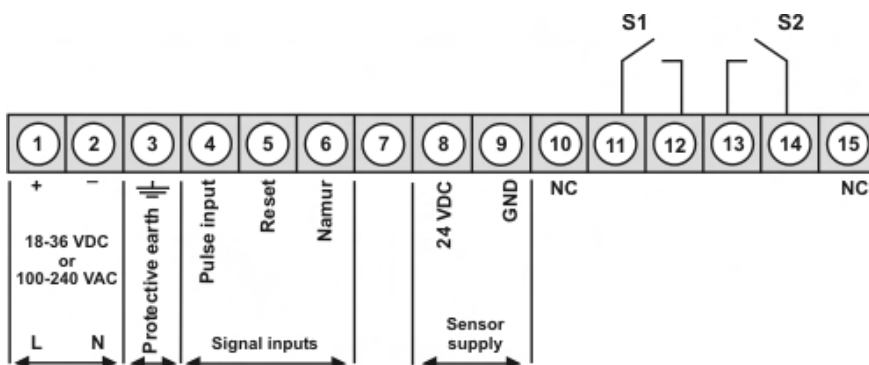 S1
S2
1 2 3 4 5 6 7 8 9 10 11 12 13 14 15
+ –
18-36 VDC
or
100-240 VAC
L N
Protective earth
Pulse input
Reset
Namur
Signal inputs
24 VDC
GND
Sensor
supply
NC
NC